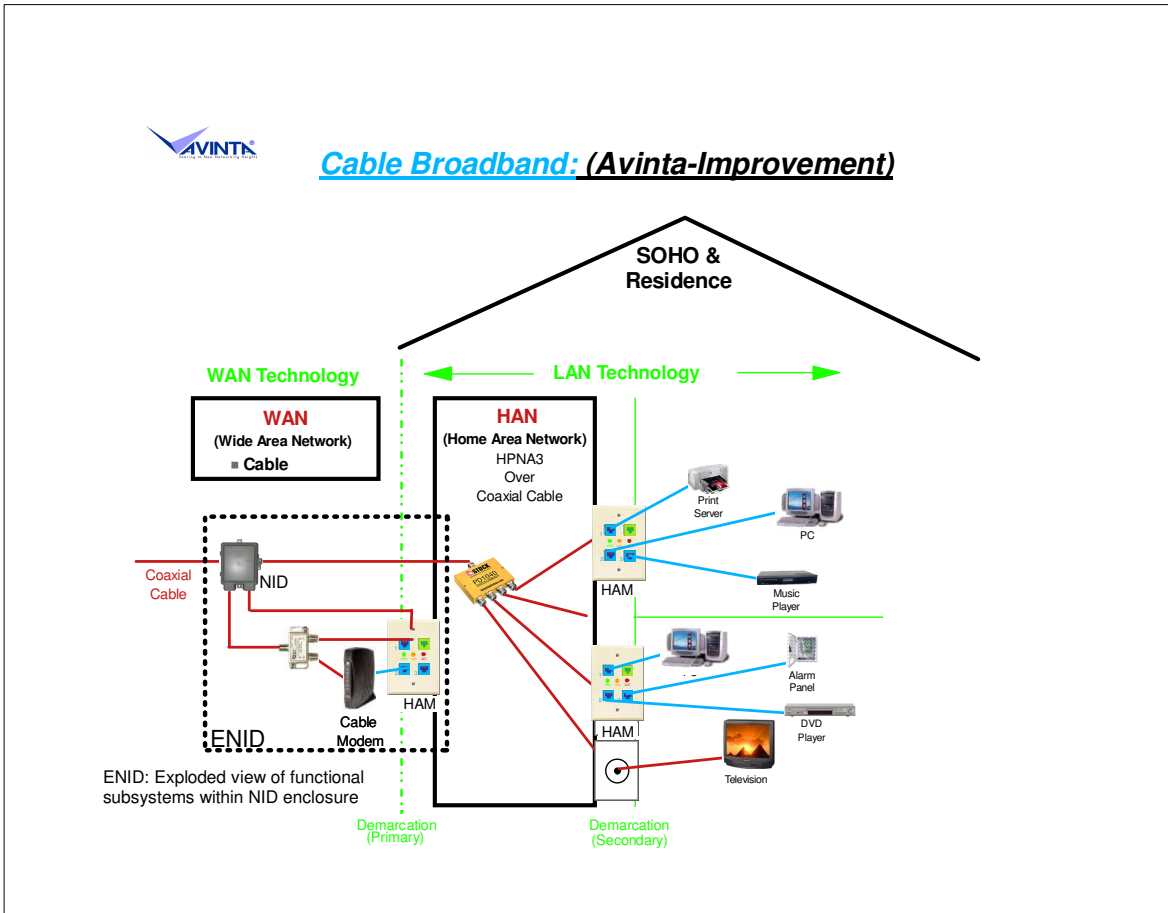 AVINTA®
Cable Broadband: (Avinta-Improvement)
SOHO &
Residence
WAN Technology
LAN Technology
WAN
(Wide Area Network)
Cable
HAN
(Home Area Network)
HPNA3
Over
Coaxial Cable
Print
Server
PC
Music
Player
HAM
Coaxial
Cable
NID
PD1040
HAM
Cable
Modem
ENID
Alarm
Panel
DVD
Player
HAM
Television
ENID: Exploded view of functional
subsystems within NID enclosure
Demarcation
(Primary)
Demarcation
(Secondary)